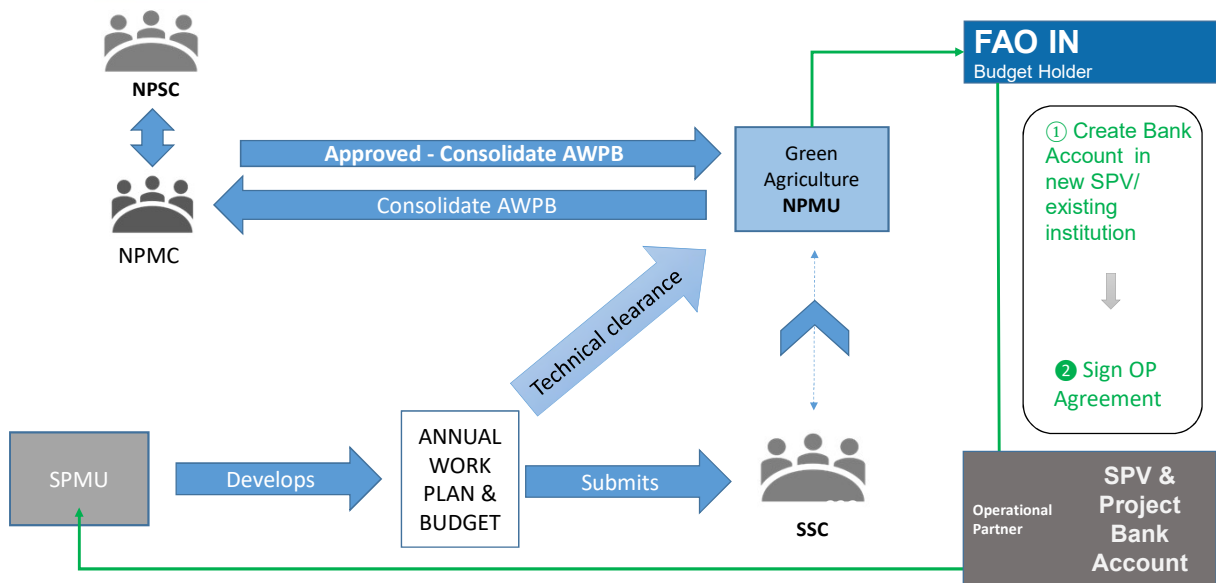 NPSC
NPMC
Approved - Consolidate AWPB
Consolidate AWPB
Green
Agriculture
NPMU
FAO IN
Budget Holder
① Create Bank
Account in
new SPV/
existing
institution
❷ Sign OP
Agreement
Technical clearance
SPMU
Develops
ANNUAL
WORK
PLAN &
BUDGET
Submits
SSC
Operational
Partner
SPV &
Project
Bank
Account